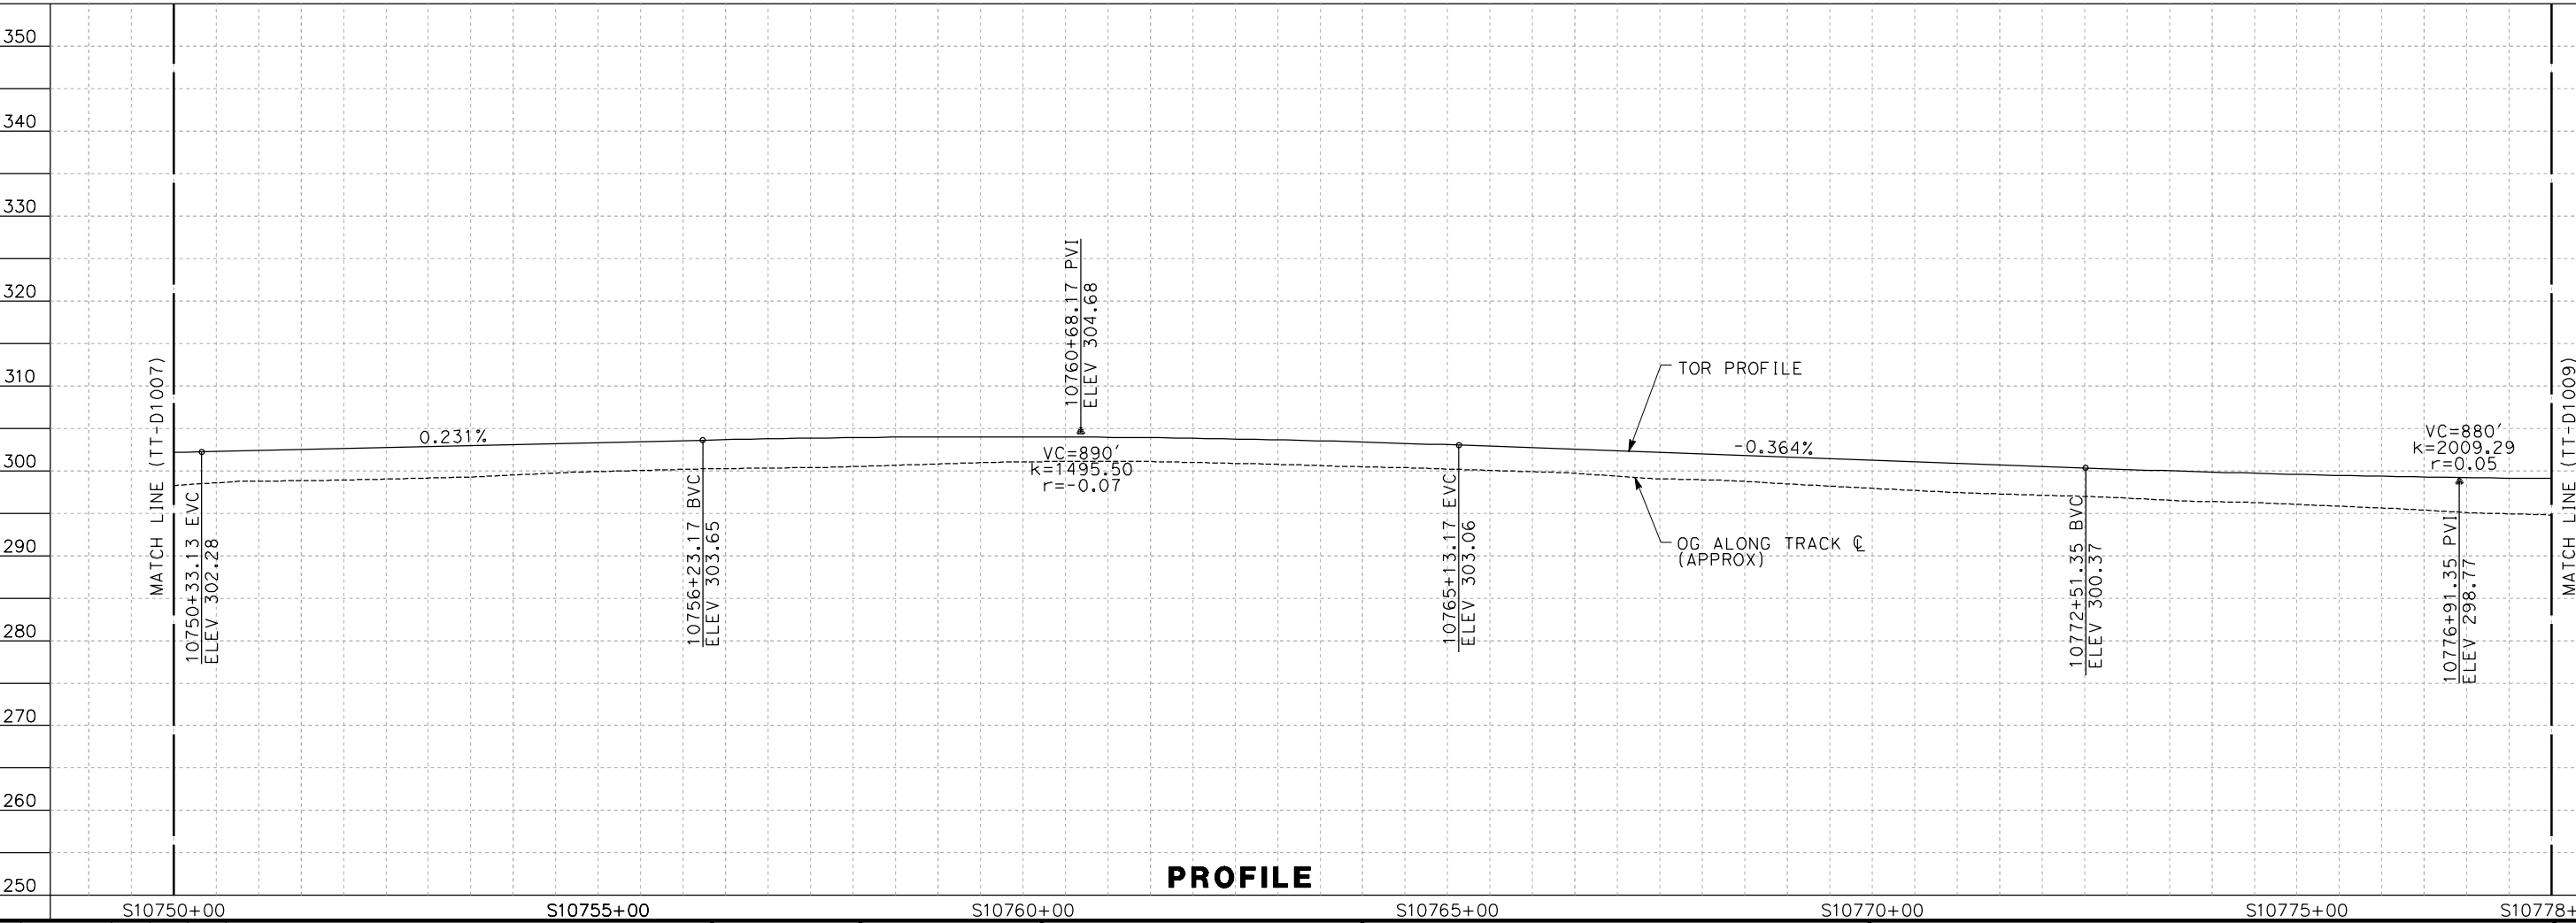 350
340
330
320
310
300
290
280
270
260
250
MATCH LINE (TT-D1007)
10750+33.13 EVC
ELEV 302.28
0.231%
10756+23.17 BVC
ELEV 303.65
10760+68.17 PVI
ELEV 304.68
VC=890'
k=1495.50
r=-0.07
10765+13.17 EVC
ELEV 303.06
TOR PROFILE
-0.364%
OG ALONG TRACK ℄
(APPROX)
10772+51.35 BVC
ELEV 300.37
VC=880'
k=2009.29
r=0.05
10776+91.35 PVI
ELEV 298.77
MATCH LINE (TT-D1009)
PROFILE
S10750+00
S10755+00
S10760+00
S10765+00
S10770+00
S10775+00
S10778+